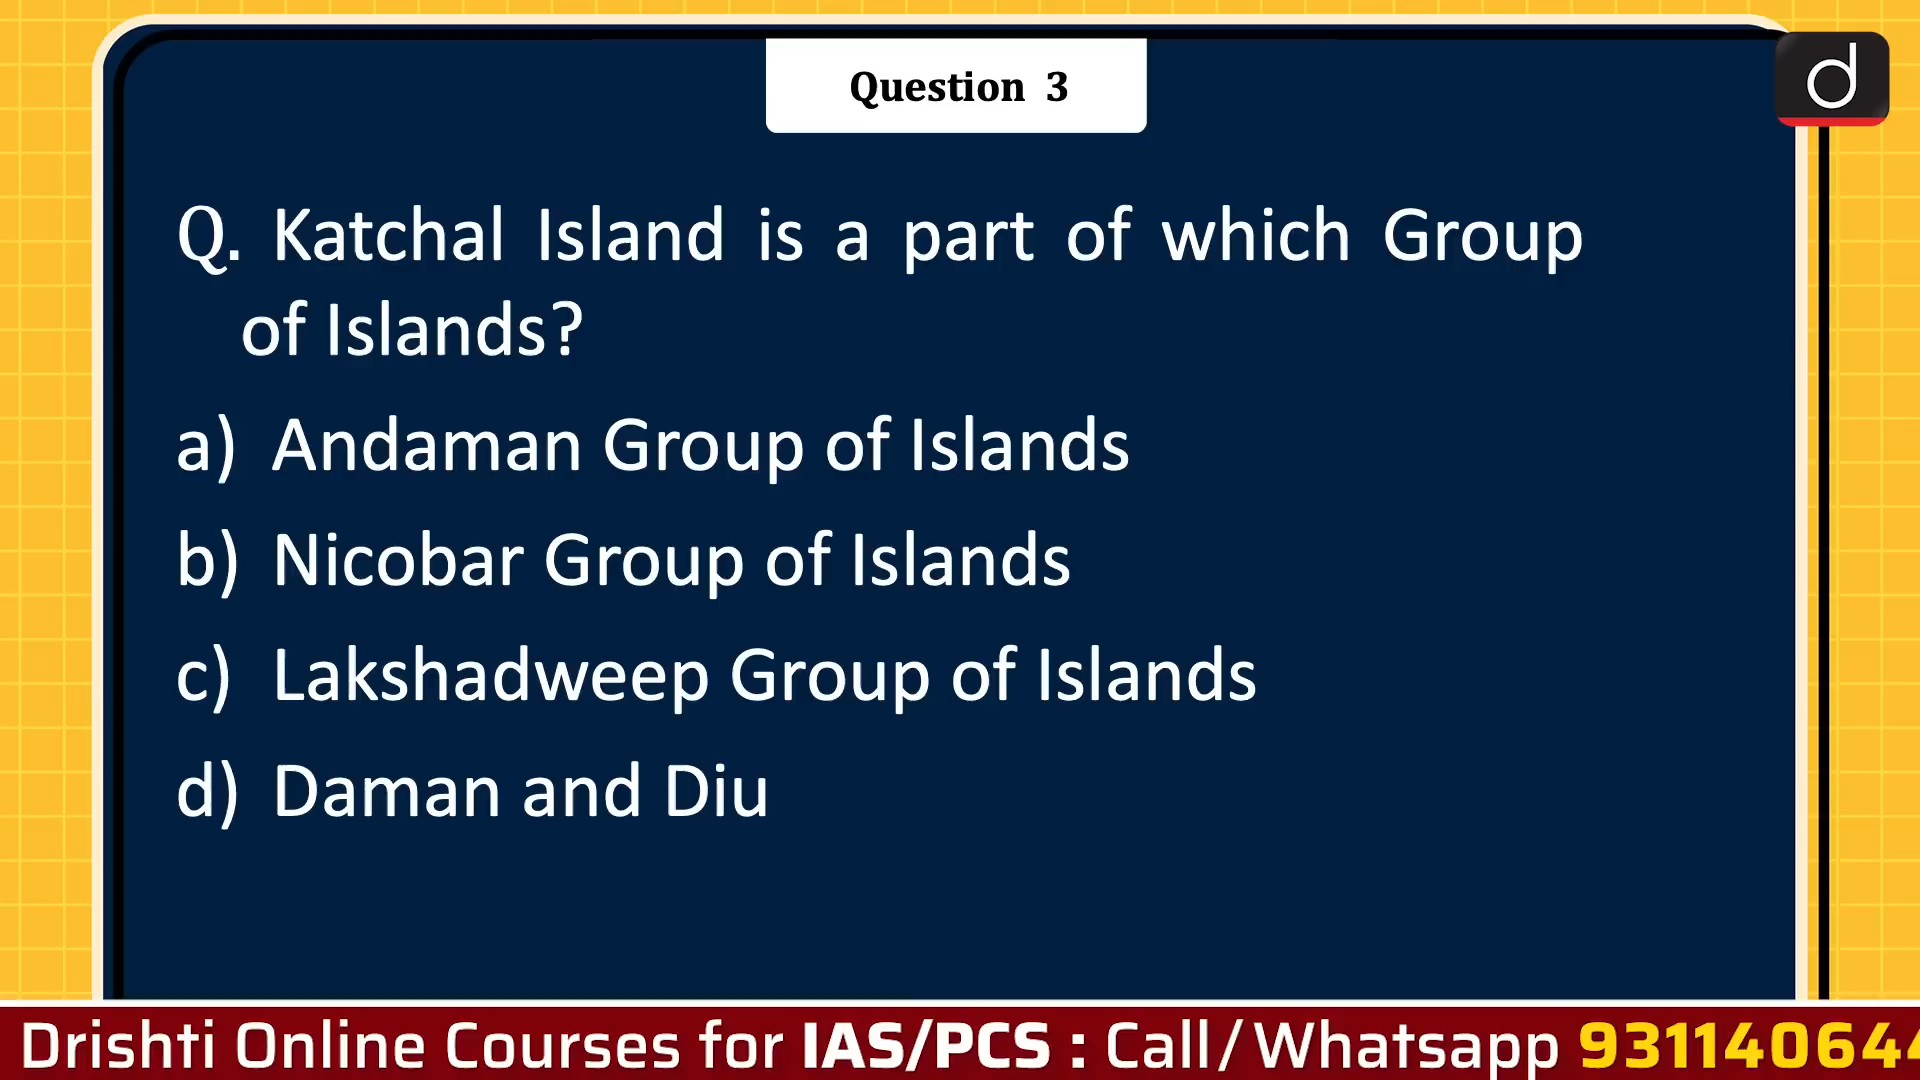 Question 3
d
Q. Katchal Island is a part of which Group
of Islands?
a) Andaman Group of Islands
b) Nicobar Group of Islands
c) Lakshadweep Group of Islands
d) Daman and Diu
Drishti Online Courses for IAS/PCS : Call/Whatsapp 931140644